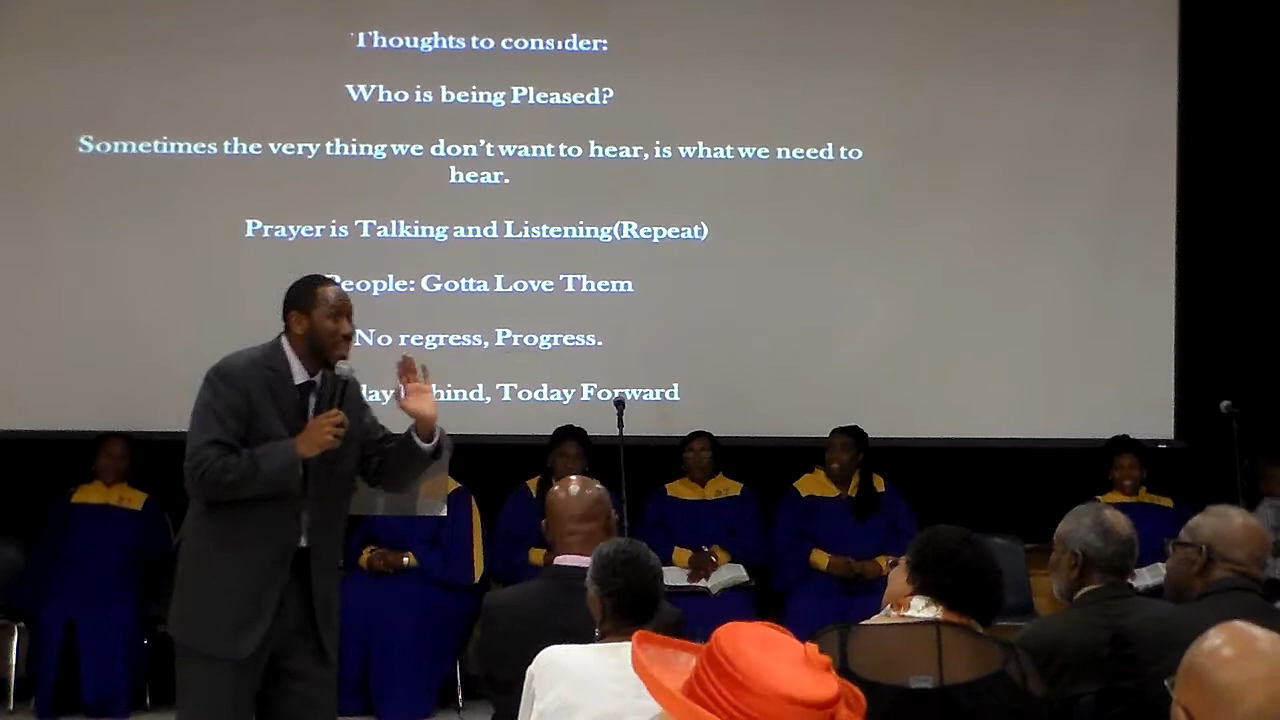 Thoughts to consider:
Who is being Pleased?
Sometimes the very thing we don't want to hear, is what we need to
hear.
Prayer is Talking and Listening(Repeat)
People: Gotta Love Them
No regress, Progress.
Today Forward